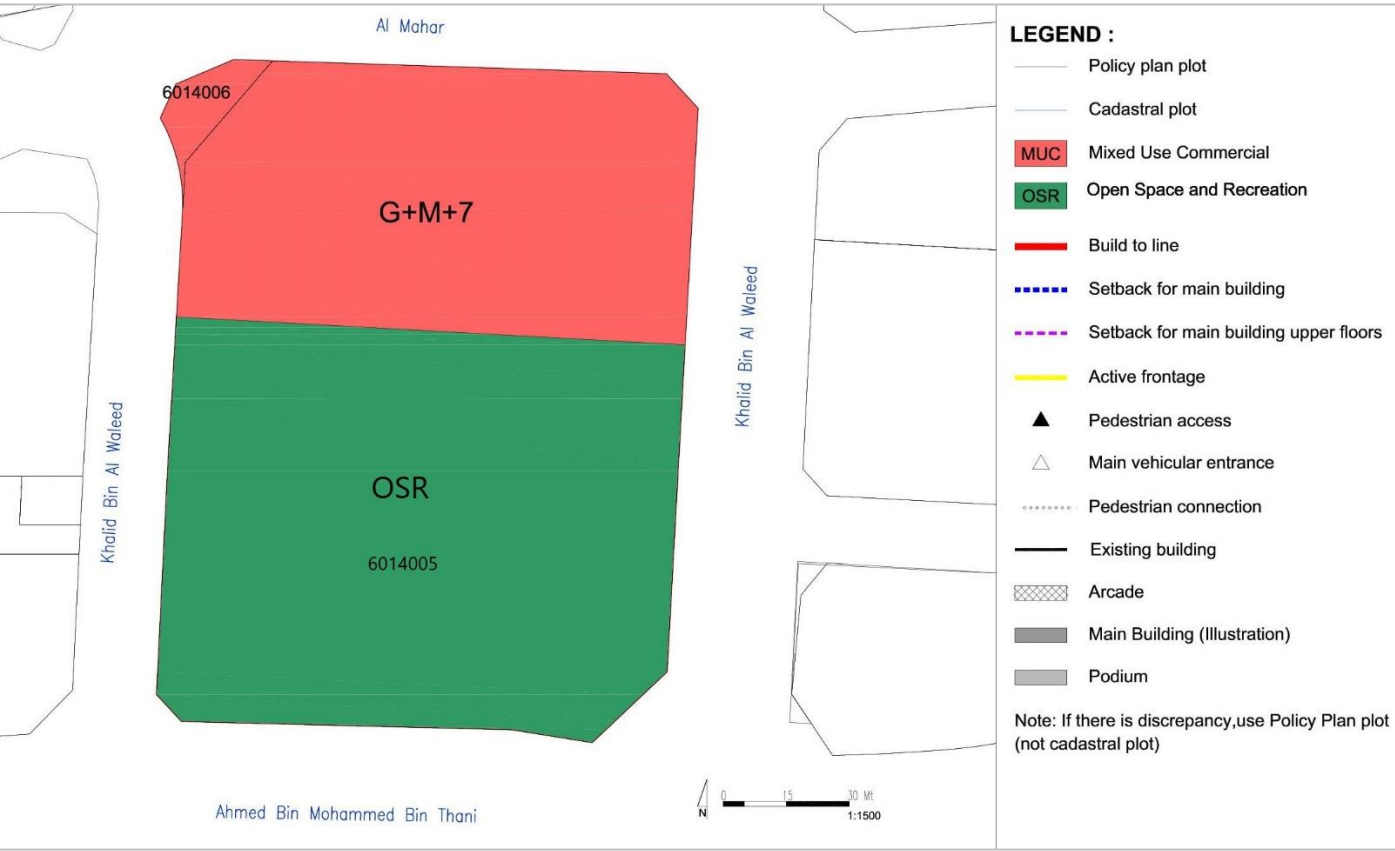 Al Mahar
6014006
G+M+7
Khalid Bin Al Waleed
Khalid Bin Al Waleed
OSR
6014005
Ahmed Bin Mohammed Bin Thani
N
0 15 30 Mt
1:1500
LEGEND :
Policy plan plot
Cadastral plot
MUC Mixed Use Commercial
OSR Open Space and Recreation
Build to line
Setback for main building
Setback for main building upper floors
Active frontage
Pedestrian access
Main vehicular entrance
Pedestrian connection
Existing building
Arcade
Main Building (Illustration)
Podium
Note: If there is discrepancy,use Policy Plan plot
(not cadastral plot)